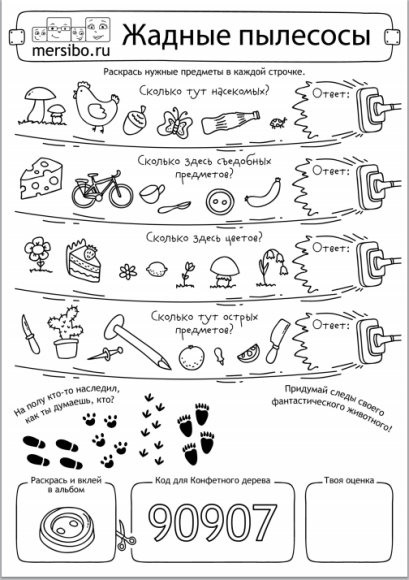 mersibo.ru
Жадные пылесосы
Раскрась нужные предметы в каждой строчке.
Сколько тут насекомых?
Ответ:
Сколько здесь съедобных
предметов?
Ответ:
Сколько здесь цветов?
Ответ:
Сколько тут острых
предметов?
Ответ:
На полу кто-то наследил,
как ты думаешь, кто?
Придумай следы своего
фантастического животного!
Раскрась и вклей
в альбом
Код для Конфетного дерева
90907
Твоя оценка